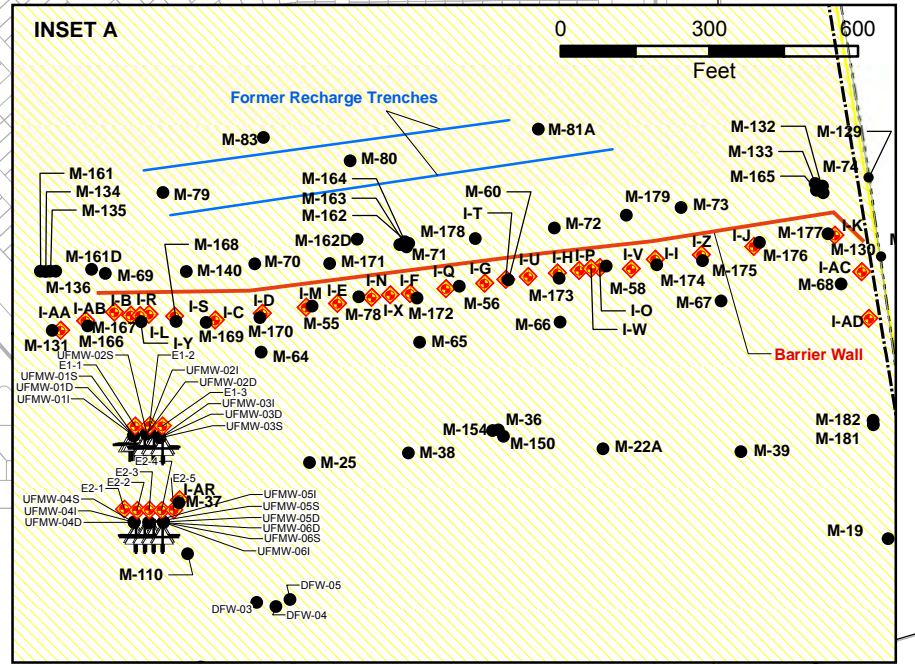 INSET A
0 300 600
Feet
Former Recharge Trenches
M-83
M-81A
M-132
M-129
M-133
M-74
M-165
M-80
M-161
M-164
M-60
M-134
M-79
M-163
M-135
M-162
I-T
M-179
M-73
M-72
M-168
M-162D
M-178
I-K
M-177
M-130
M-71
I-U
I-Z
I-J
M-161D
M-140
M-70
M-171
I-H
I-P
I-V
I-I
M-176
M-136
M-69
I-N
I-F
I-Q
I-G
I-AC
M-175
M-174
M-68
I-AA
I-AB
I-B
I-R
I-S
I-C
I-D
I-M
I-E
M-173
M-58
M-56
M-78
I-X
M-172
M-67
I-O
M-55
M-167
M-169
M-170
M-66
I-W
I-AD
M-131
M-166
I-L
I-Y
M-65
M-64
Barrier Wall
UFMW-02S
E1-2
E1-1
UFMW-02I
UFMW-01S
UFMW-02D
UFMW-01D
E1-3
UFMW-01I
UFMW-03I
UFMW-03D
UFMW-03S
M-154
M-36
M-150
M-182
M-181
M-38
M-22A
M-39
M-25
E2-4
E2-3
E2-5
E2-2
E2-1
I-AR
M-37
UFMW-04S
UFMW-05I
UFMW-04I
UFMW-05S
UFMW-04D
UFMW-05D
UFMW-06D
UFMW-06S
UFMW-06I
M-19
M-110
DFW-05
DFW-03
DFW-04